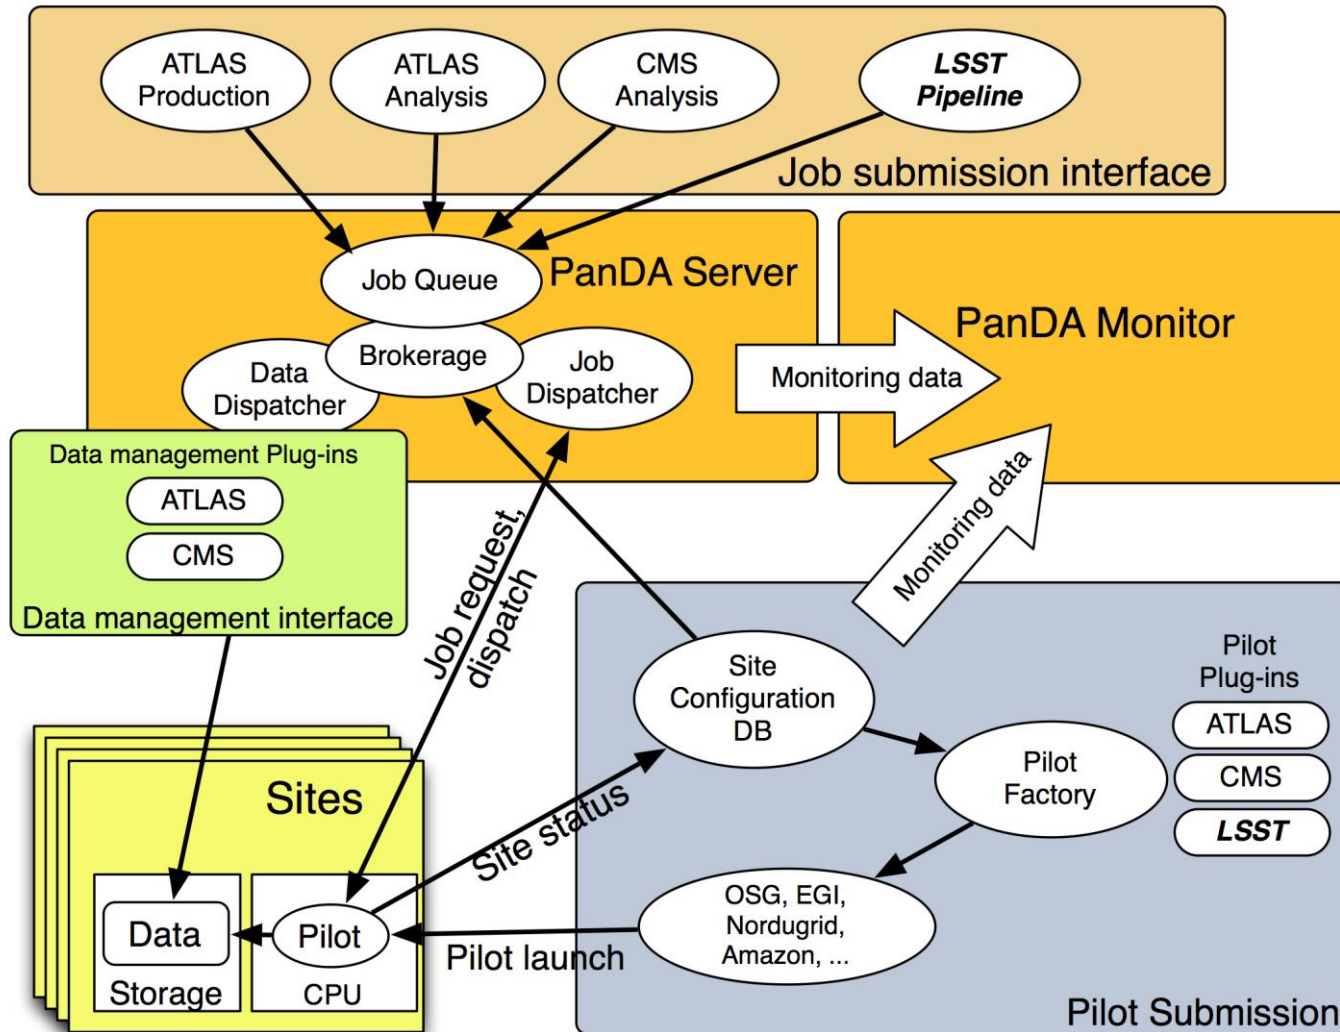 ATLAS
Production
ATLAS
Analysis
CMS
Analysis
LSST
Pipeline
Job submission interface
Job Queue
PanDA Server
Brokerage
Data
Dispatcher
Job
Dispatcher
Monitoring data
PanDA Monitor
Monitoring data
Data management Plug-ins
ATLAS
CMS
Data management interface
Job request,
dispatch
Site
Configuration
DB
Pilot
Plug-ins
ATLAS
CMS
LSST
Pilot
Factory
Sites
Site status
Data
Storage
Pilot
CPU
Pilot launch
OSG, EGI,
Nordugrid,
Amazon, ...
Pilot Submission